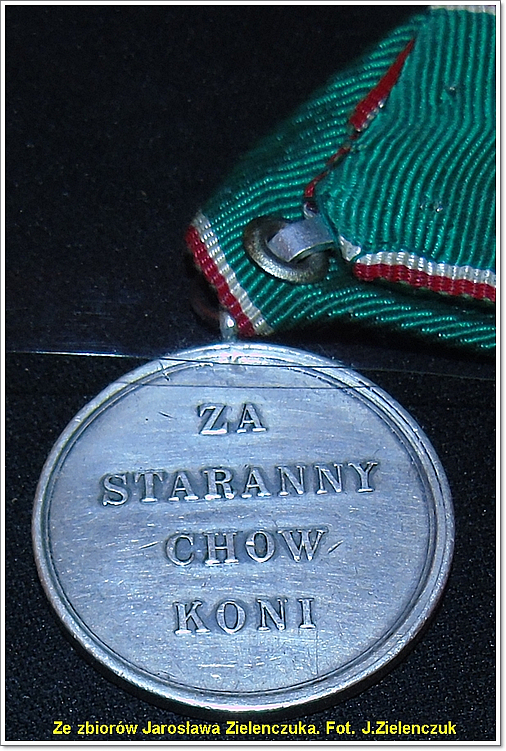 ZA
STARANNY
CHOW
KONI
Ze zbiorów Jarosława Zielenczuka. Fot. J.Zielenczuk